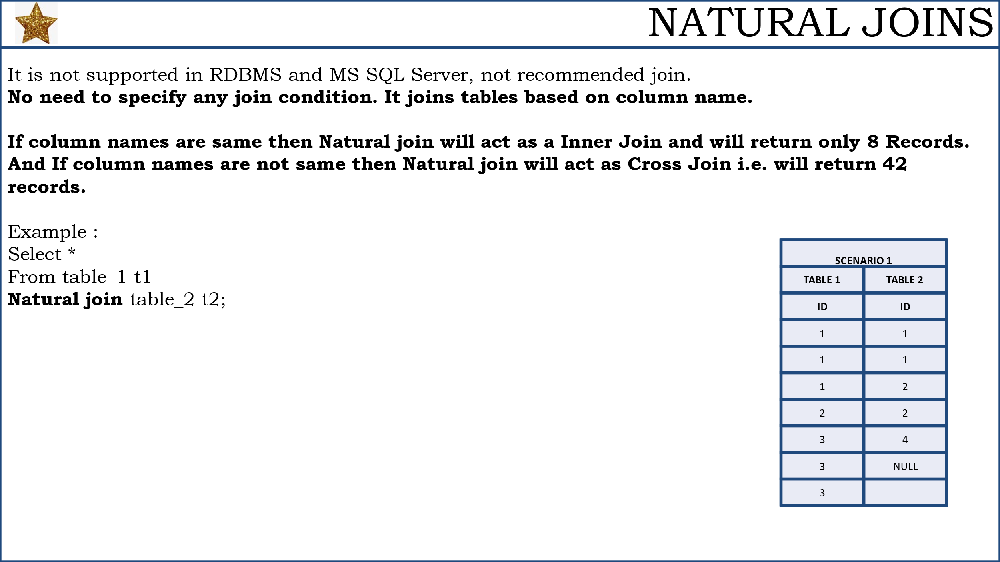 NATURAL JOINS
It is not supported in RDBMS and MS SQL Server, not recommended join.
No need to specify any join condition. It joins tables based on column name.
If column names are same then Natural join will act as a Inner Join and will return only 8 Records.
And If column names are not same then Natural join will act as Cross Join i.e. will return 42
records.
Example :
Select *
From table_1 t1
Natural join table_2 t2;
SCENARIO 1
TABLE 1 TABLE 2
ID ID
1 1
1 1
1 2
2 2
3 4
3 NULL
3